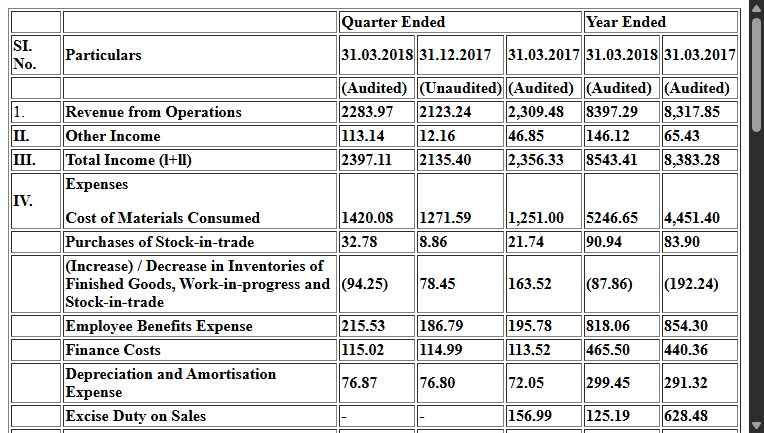 Quarter Ended Year Ended
SI. No. Particulars 31.03.2018 31.12.2017 31.03.2017 31.03.2018 31.03.2017
(Audited) (Unaudited) (Audited) (Audited) (Audited)
1. Revenue from Operations 2283.97 2123.24 2,309.48 8397.29 8,317.85
II. Other Income 113.14 12.16 46.85 146.12 65.43
III. Total Income (l+ll) 2397.11 2135.40 2,356.33 8543.41 8,383.28
IV. Expenses
Cost of Materials Consumed 1420.08 1271.59 1,251.00 5246.65 4,451.40
Purchases of Stock-in-trade 32.78 8.86 21.74 90.94 83.90
(Increase) / Decrease in Inventories of
Finished Goods, Work-in-progress and (94.25) 78.45 163.52 (87.86) (192.24)
Stock-in-trade
Employee Benefits Expense 215.53 186.79 195.78 818.06 854.30
Finance Costs 115.02 114.99 113.52 465.50 440.36
Depreciation and Amortisation
Expense 76.87 76.80 72.05 299.45 291.32
Excise Duty on Sales - - 156.99 125.19 628.48